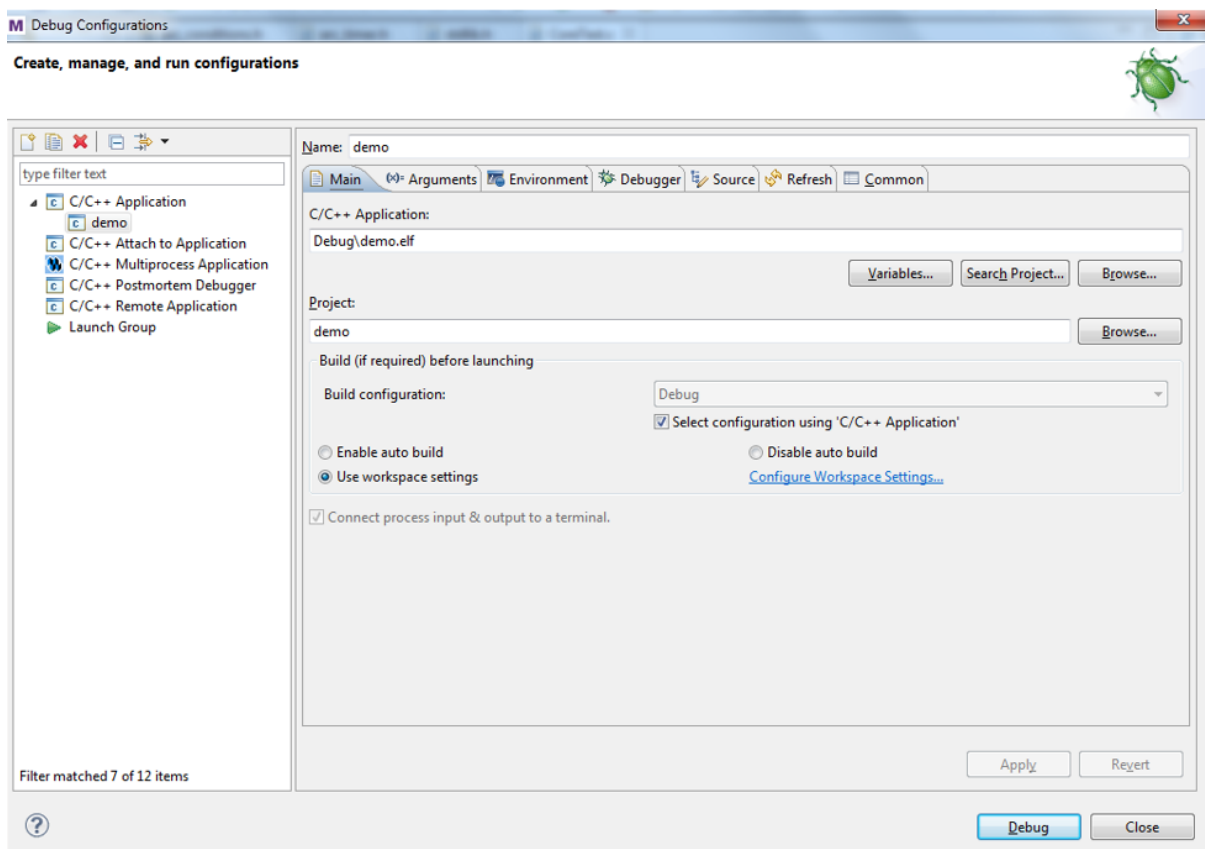 M Debug Configurations
x
Create, manage, and run configurations
type filter text
C/C++ Application
demo
C/C++ Attach to Application
C/C++ Multiprocess Application
C/C++ Postmortem Debugger
C/C++ Remote Application
Launch Group
Filter matched 7 of 12 items
Name: demo
Main (x)= Arguments Environment Debugger Source Refresh Common
C/C++ Application:
Debug\demo.elf
Variables... Search Project... Browse...
Project:
demo Browse...
Build (if required) before launching
Build configuration: Debug
Select configuration using 'C/C++ Application'
Enable auto build Disable auto build
Use workspace settings Configure Workspace Settings...
Connect process input & output to a terminal.
Apply Revert
? Debug Close